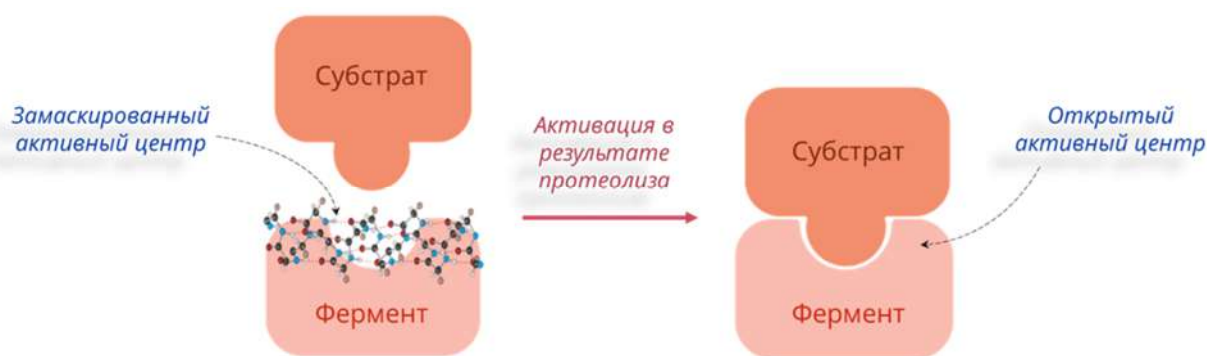 Субстрат
Замаскированный
активный центр
Фермент
Активация в
результате
протеолиза
Субстрат
Открытый
активный центр
Фермент